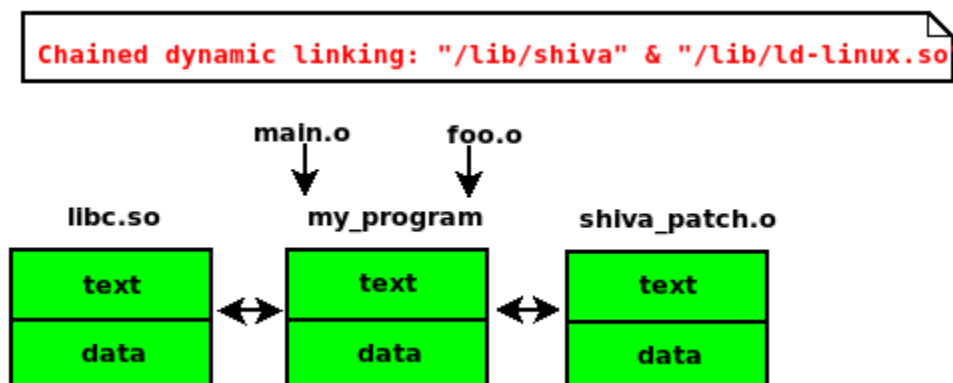 Chained dynamic linking: "/lib/shiva" & "/lib/ld-linux.so
main.o foo.o
libc.so my_program shiva_patch.o
text text text
data data data